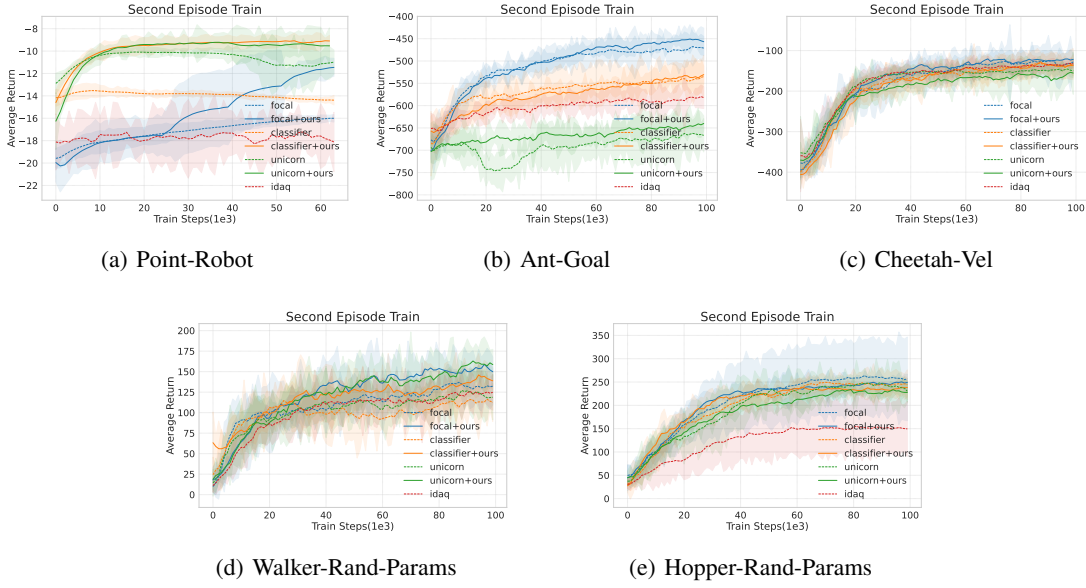 Second Episode Train
Average Return
−8
−10
−12
−14
−16
−18
−20
−22
0
10
20
30
40
50
60
Train Steps(1e3)
focal
focal+ours
classifier
classifier+ours
unicorn
unicorn+ours
idaq
(a) Point-Robot
Second Episode Train
Average Return
−400
−450
−500
−550
−600
−650
−700
−750
−800
0
20
40
60
80
100
Train Steps(1e3)
focal
focal+ours
classifier
classifier+ours
unicorn
unicorn+ours
idaq
(b) Ant-Goal
Second Episode Train
Average Return
−100
−200
−300
−400
0
20
40
60
80
100
Train Steps(1e3)
focal
focal+ours
classifier
classifier+ours
unicorn
unicorn+ours
idaq
(c) Cheetah-Vel
Second Episode Train
Average Return
200
175
150
125
100
75
50
25
0
0
20
40
60
80
100
Train Steps(1e3)
focal
focal+ours
classifier
classifier+ours
unicorn
unicorn+ours
idaq
(d) Walker-Rand-Params
Second Episode Train
Average Return
350
300
250
200
150
100
50
0
0
20
40
60
80
100
Train Steps(1e3)
focal
focal+ours
classifier
classifier+ours
unicorn
unicorn+ours
idaq
(e) Hopper-Rand-Params